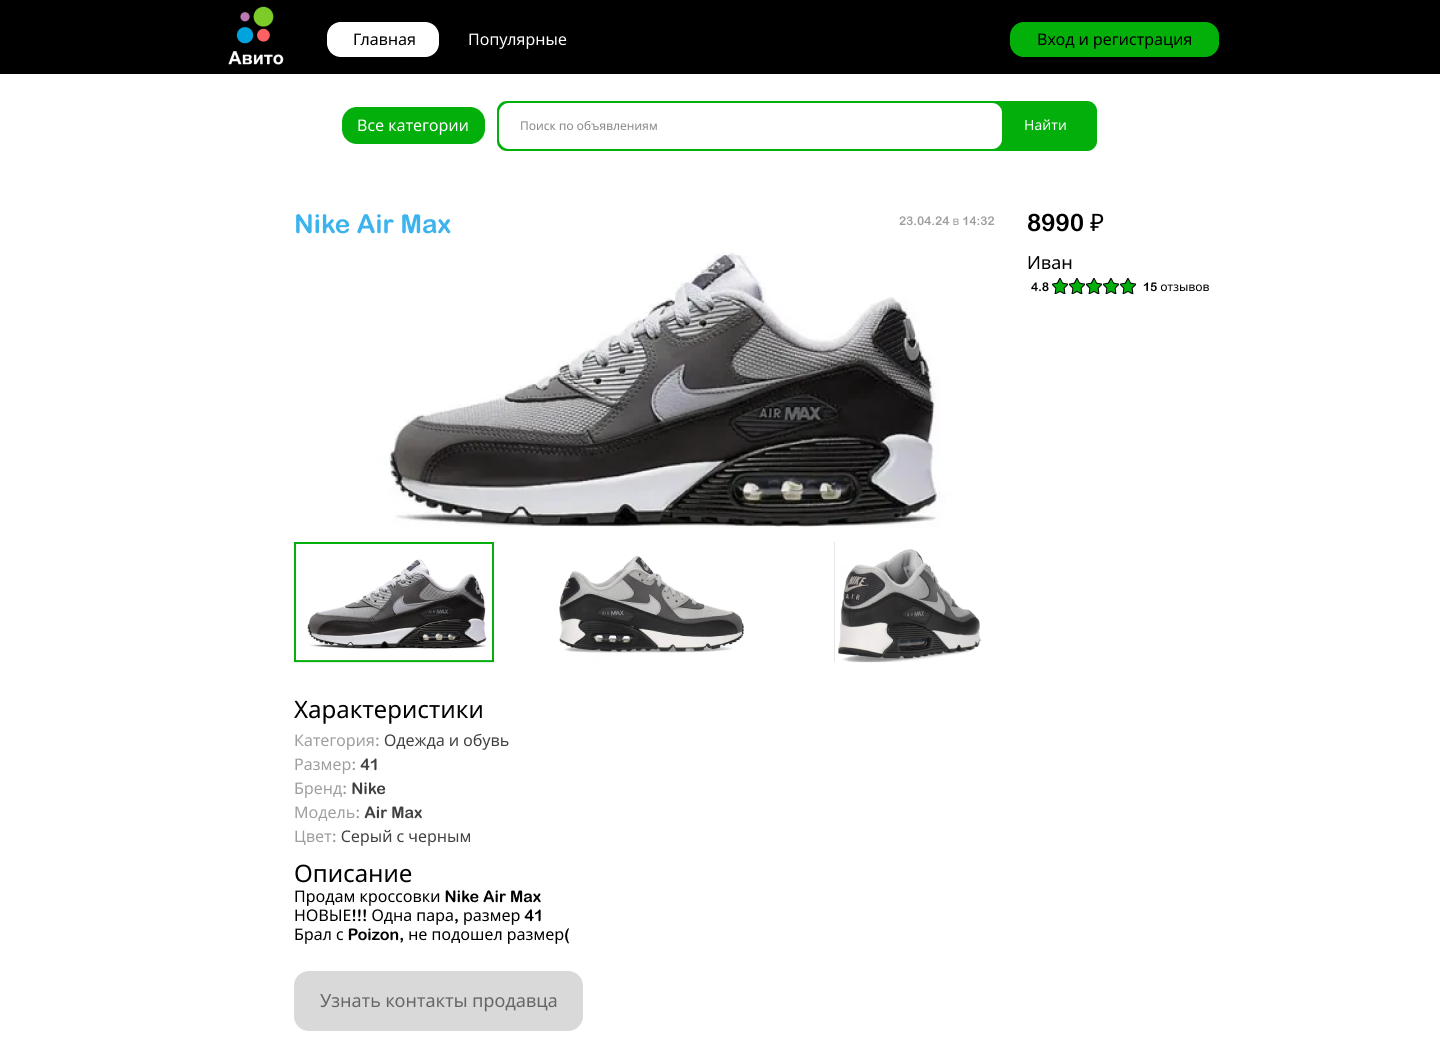 Авито
Главная
Популярные
Вход и регистрация
Все категории
Поиск по объявлениям
Найти
Nike Air Max
23.04.24 в 14:32
8990 ₽
Иван
4.8
15 отзывов
AIR MAX
Характеристики
Категория: Одежда и обувь
Размер: 41
Бренд: Nike
Модель: Air Max
Цвет: Серый с черным
Описание
Продам кроссовки Nike Air Max
НОВЫЕ!!! Одна пара, размер 41
Брал с Poizon, не подошел размер(
Узнать контакты продавца